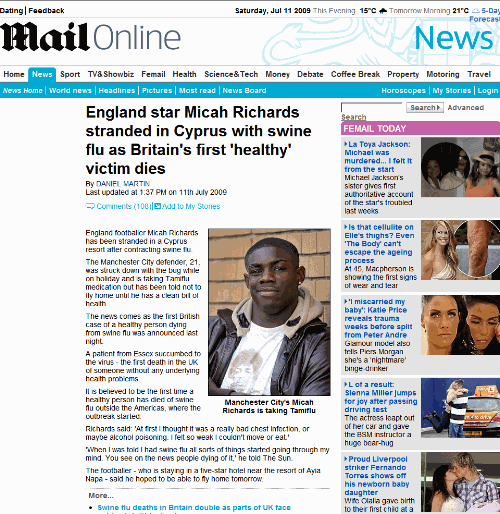 Dating | Feedback
Saturday, Jul 11 2009 This Evening 15°C Tomorrow Morning 21°C 5-Day
Forecast
Mail Online
News
Home News Sport TV&Showbiz Femail Health Science&Tech Money Debate Coffee Break Property Motoring Travel
News Home | World news | Headlines | Pictures | Most read | News Board
Horoscopes | My Stories | Login
England star Micah Richards
stranded in Cyprus with swine
flu as Britain's first 'healthy'
victim dies
By DANIEL MARTIN
Last updated at 1:37 PM on 11th July 2009
Comments (108) Add to My Stories
England footballer Micah Richards
has been stranded in a Cyprus
resort after contracting swine flu.
The Manchester City defender, 21,
was struck down with the bug while
on holiday and is taking Tamiflu
medication but has been told not to
fly home until he has a clean bill of
health.
The news comes as the first British
case of a healthy person dying
from swine flu was announced last
night.
A patient from Essex succumbed to
the virus - the first death in the UK
of someone without any underlying
health problems.
It is believed to be the first time a
healthy person has died of swine
flu outside the Americas, where the
outbreak started.
Manchester City's Micah
Richards is taking Tamiflu
Richards said: 'At first I thought it was a really bad chest infection, or
maybe alcohol poisoning. I felt so weak I couldn't move or eat.'
'When I was told I had swine flu all sorts of things started going through my
mind. You see on the news people dying of it,' he told The Sun.
The footballer - who is staying in a five-star hotel near the resort of Ayia
Napa - said he hoped to be able to fly home tomorrow.
More...
Swine flu deaths in Britain double as parts of UK face
Search Advanced
Search
FEMAIL TODAY
La Toya Jackson:
Michael was
murdered... I felt it
from the start
Michael Jackson's
sister gives first
authoritative account
of the star's troubled
last weeks
Is that cellulite on
Elle's thighs? Even
'The Body' can't
escape the ageing
process
At 45, Macpherson is
showing the first signs
of wear and tear
'I miscarried my
baby': Katie Price
reveals trauma
weeks before split
from Peter Andre
Glamour model also
tells Piers Morgan
she's a 'nightmare'
binge-drinker
L of a result:
Sienna Miller jumps
for joy after passing
driving test
The actress leapt out
of her car and gave
the BSM instructor a
huge bear-hug
Proud Liverpool
striker Fernando
Torres shows off
his newborn baby
daughter
Wife Olalla gave birth
to their first child at a